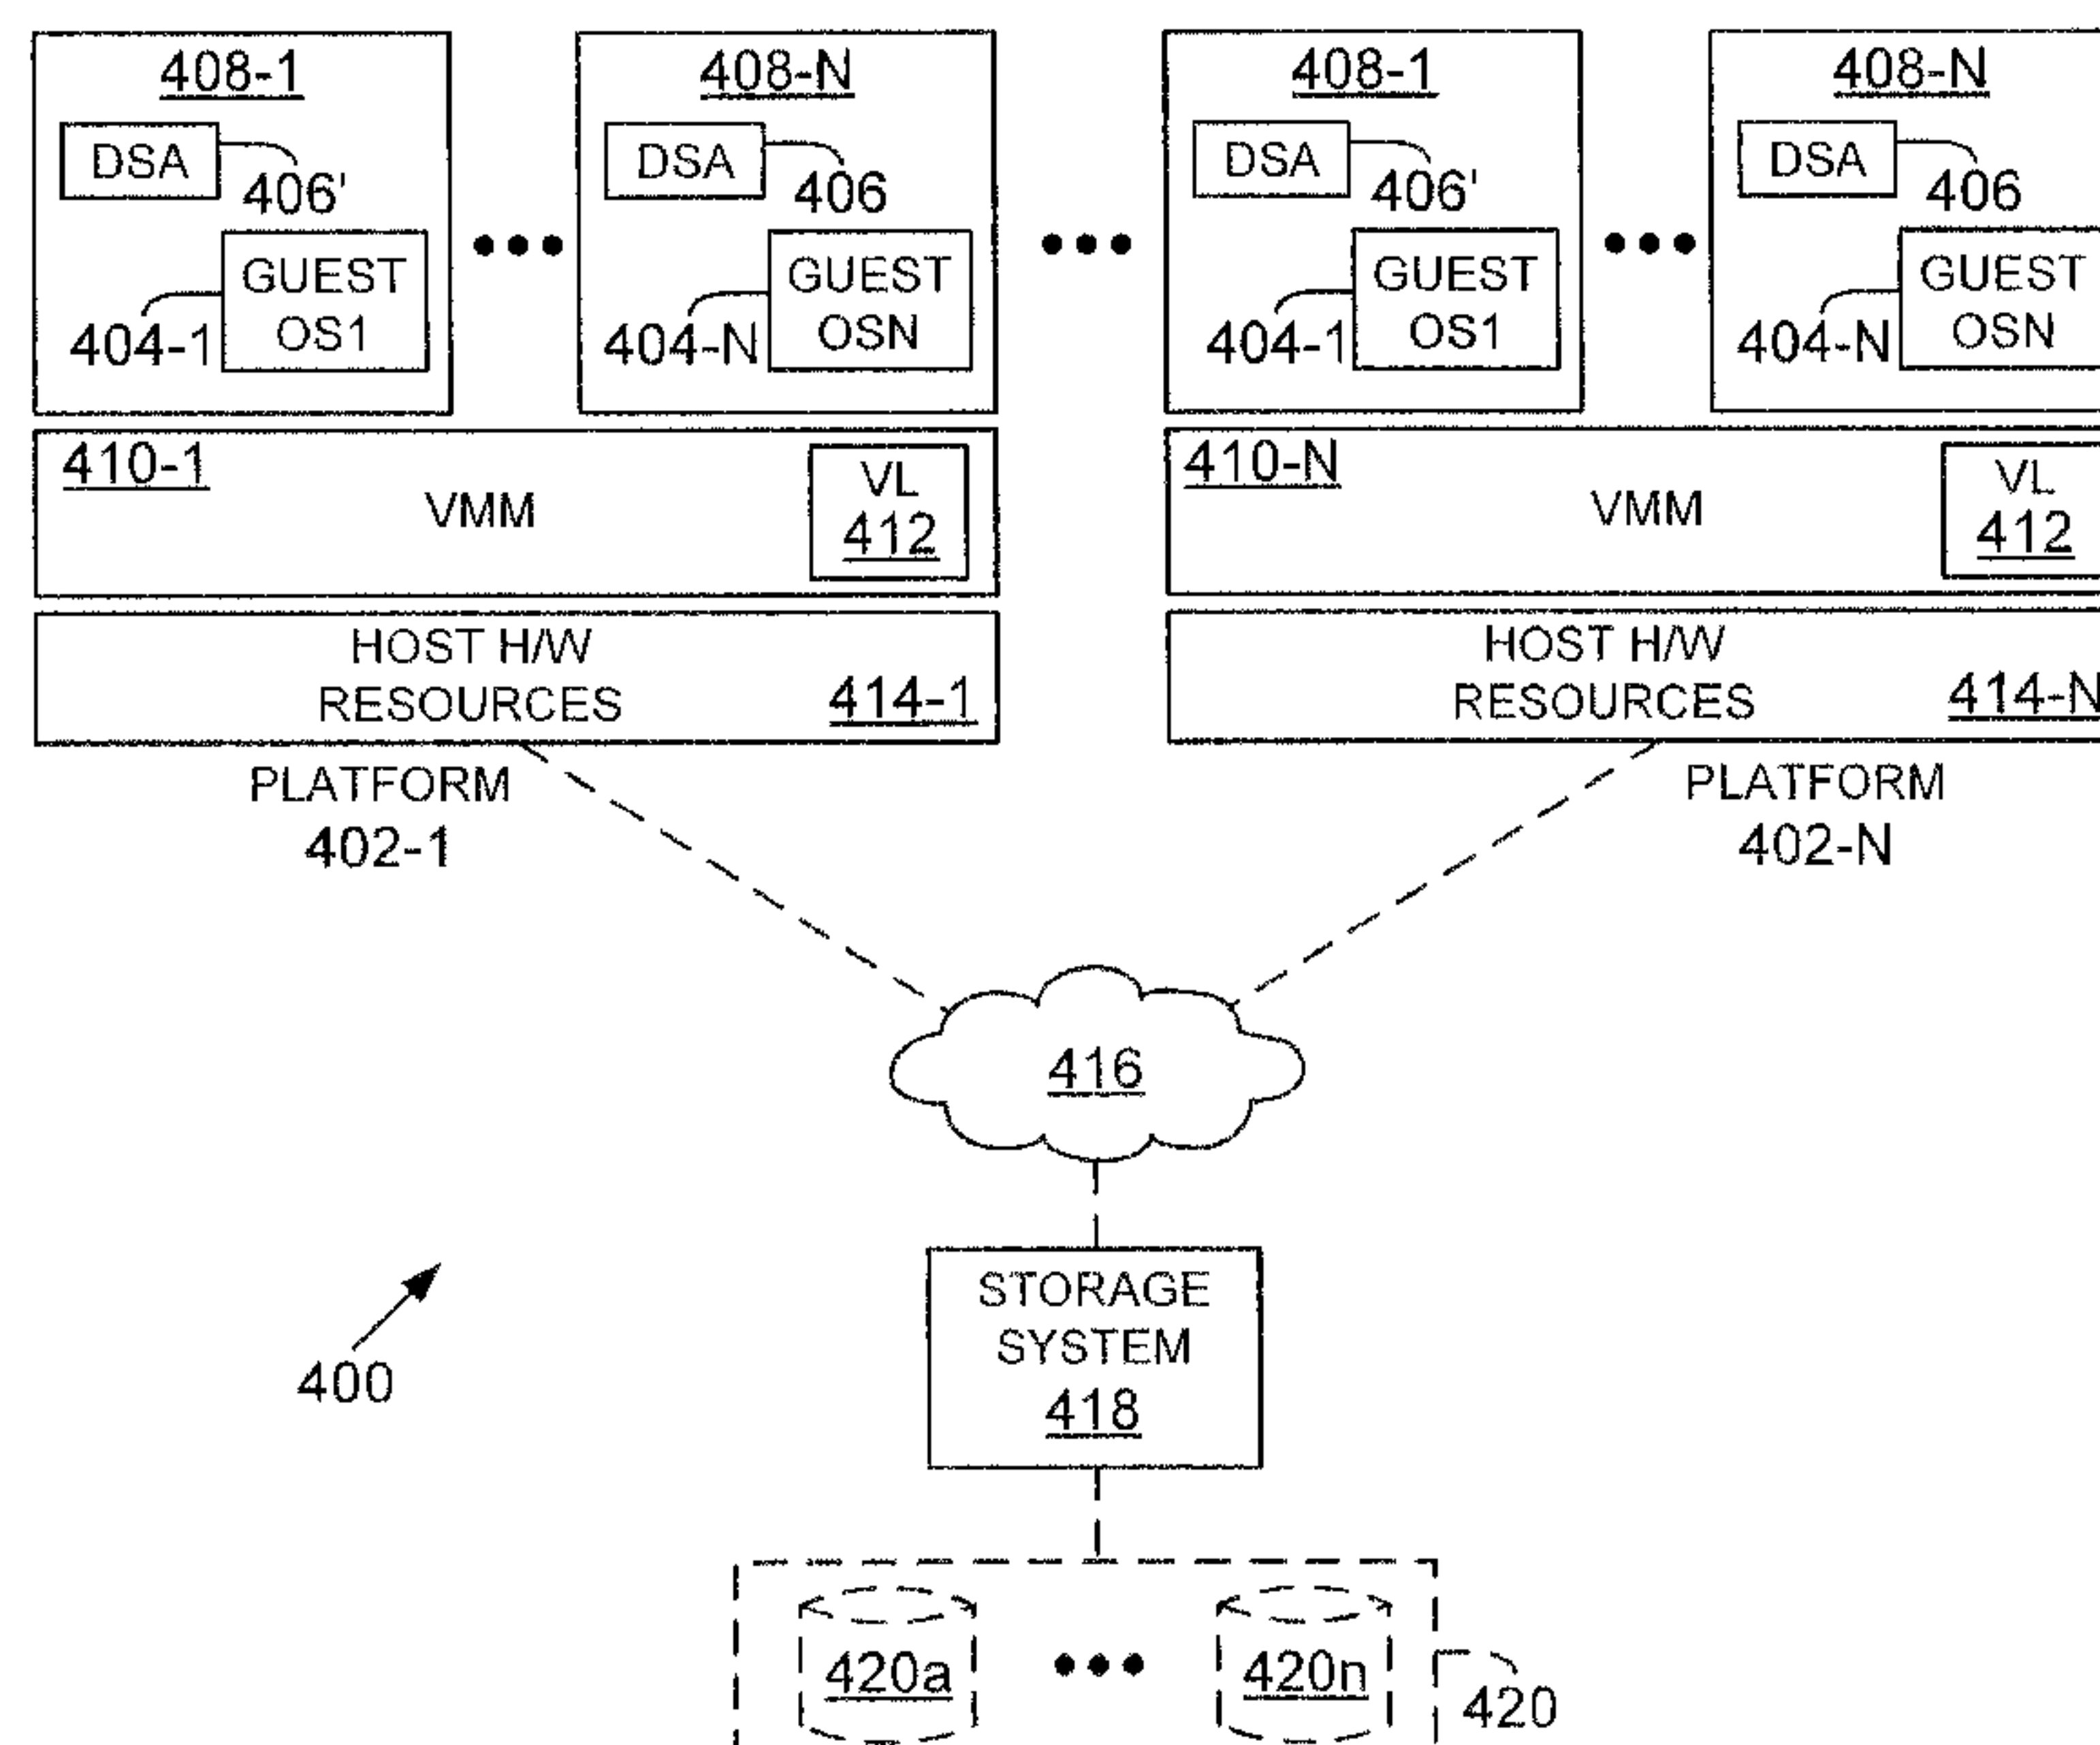 408-1
DSA
406'
GUEST
OS1
404-1
408-N
DSA
406
GUEST
OSN
404-N
408-1
DSA
406'
GUEST
OS1
404-1
408-N
DSA
406
GUEST
OSN
404-N
410-1
VMM
VL
412
410-N
VMM
VL
412
HOST H/W
RESOURCES
414-1
HOST H/W
RESOURCES
414-N
PLATFORM
402-1
PLATFORM
402-N
416
STORAGE
SYSTEM
418
400
420a
420n
420